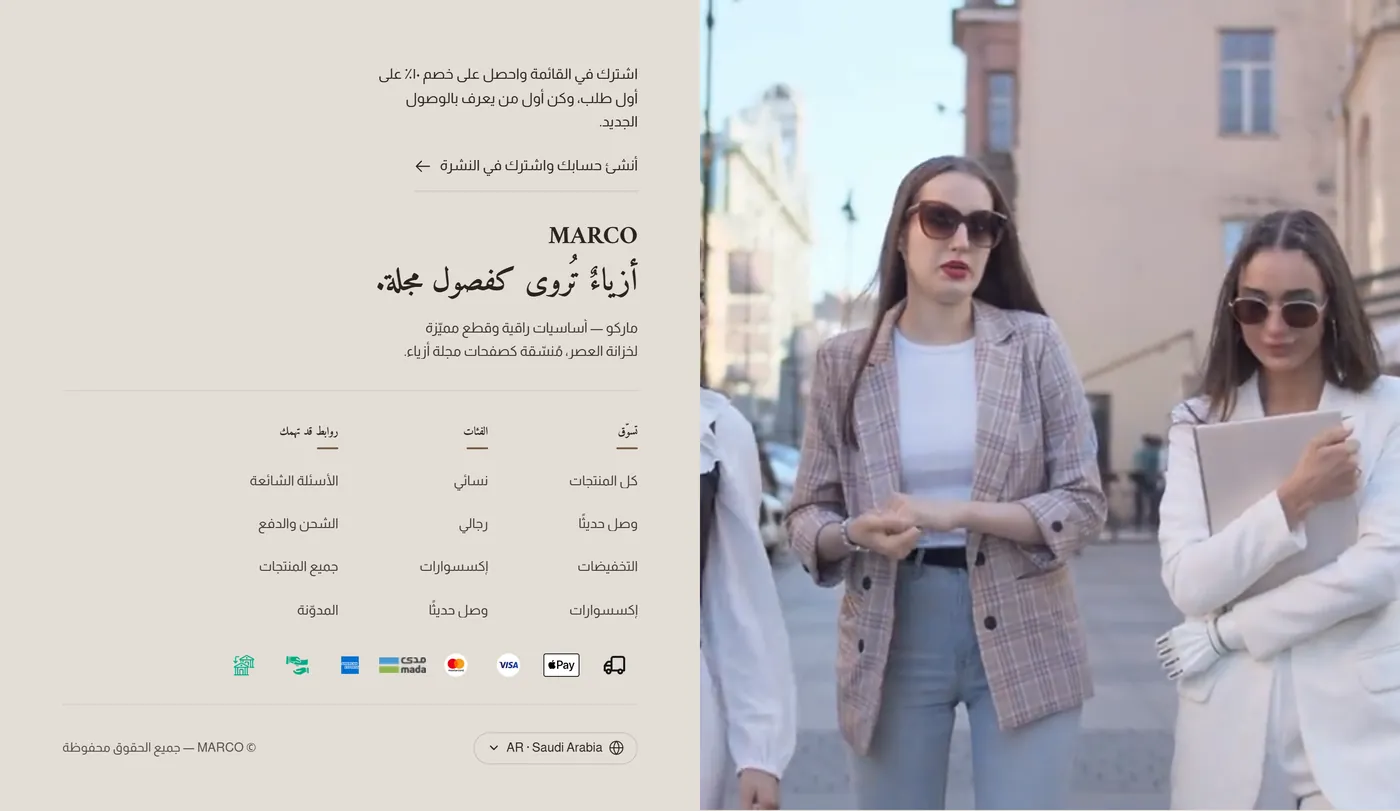 اشترك في القائمة واحصل على خصم ١٠٪ على
أول طلب، وكن أول من يعرف بالوصول
الجديد.
أنشئ حسابك واشترك في النشرة ←
MARCO
أزياءٌ تُروى كفصول مجلة.
ماركو — أساسيات راقية وقطع مميّزة
لخزانة العصر، مُنسّقة كصفحات مجلة أزياء.
تسوّق
كل المنتجات
وصل حديثًا
التخفيضات
إكسسوارات
الفئات
نسائي
رجالي
إكسسوارات
وصل حديثًا
روابط قد تهمك
الأسئلة الشائعة
الشحن والدفع
جميع المنتجات
المدوّنة
Pay
VISA
مدى
mada
AR · Saudi Arabia
© MARCO — جميع الحقوق محفوظة